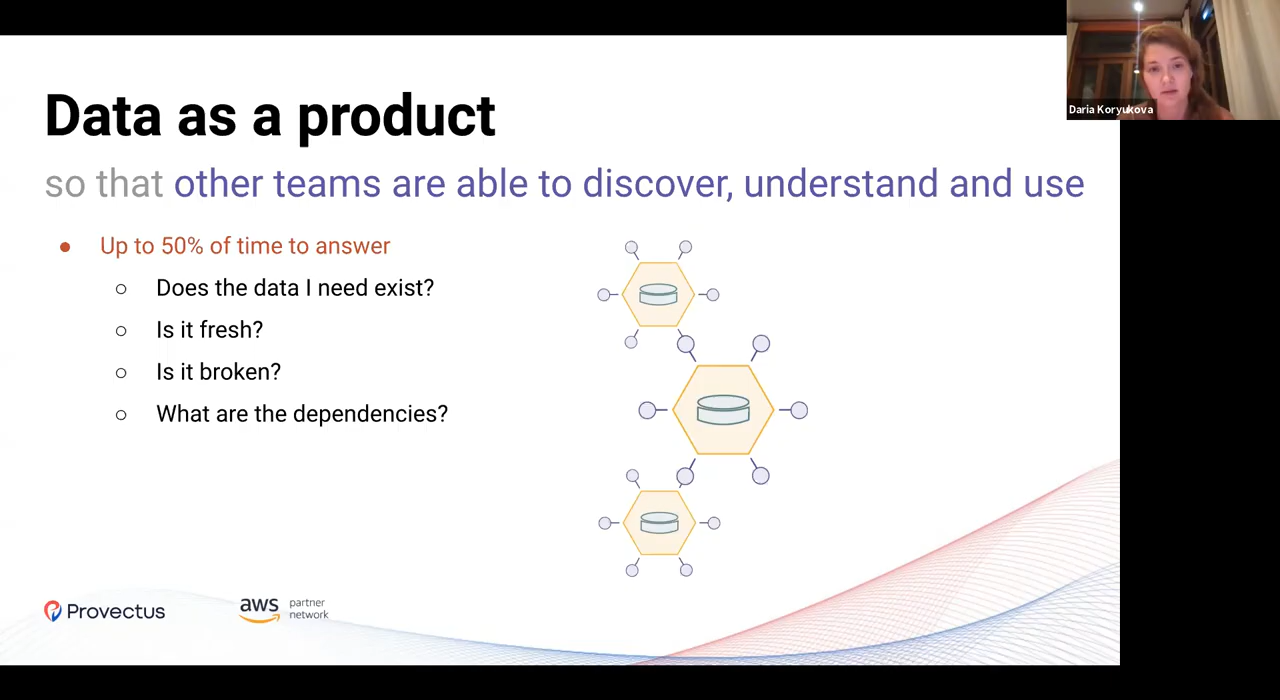 Daria Koryukova
Data as a product
so that other teams are able to discover, understand and use
● Up to 50% of time to answer
○ Does the data I need exist?
○ Is it fresh?
○ Is it broken?
○ What are the dependencies?
Provectus
aws partner network